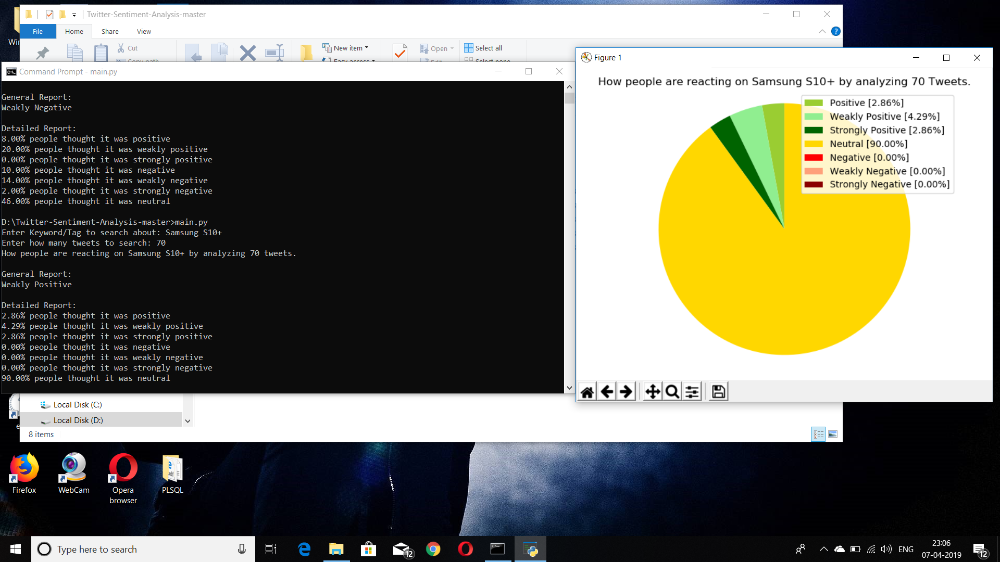 Twitter-Sentiment-Analysis-master
File Home Share View
Cut
New item
Open
Select all
Copy path
Easy access
Edit
Select none
Command Prompt - main.py
General Report:
Weakly Negative
Detailed Report:
8.00% people thought it was positive
20.00% people thought it was weakly positive
0.00% people thought it was strongly positive
10.00% people thought it was negative
14.00% people thought it was weakly negative
2.00% people thought it was strongly negative
46.00% people thought it was neutral
D:\Twitter-Sentiment-Analysis-master>main.py
Enter Keyword/Tag to search about: Samsung S10+
Enter how many tweets to search: 70
How people are reacting on Samsung S10+ by analyzing 70 tweets.
General Report:
Weakly Positive
Detailed Report:
2.86% people thought it was positive
4.29% people thought it was weakly positive
2.86% people thought it was strongly positive
0.00% people thought it was negative
0.00% people thought it was weakly negative
0.00% people thought it was strongly negative
90.00% people thought it was neutral
Figure 1
How people are reacting on Samsung S10+ by analyzing 70 Tweets.
Positive [2.86%]
Weakly Positive [4.29%]
Strongly Positive [2.86%]
Neutral [90.00%]
Negative [0.00%]
Weakly Negative [0.00%]
Strongly Negative [0.00%]
Local Disk (C:)
Local Disk (D:)
8 items
Firefox
WebCam
Opera
browser
PLSQL
Type here to search
12
ENG
23:06
07-04-2019
12